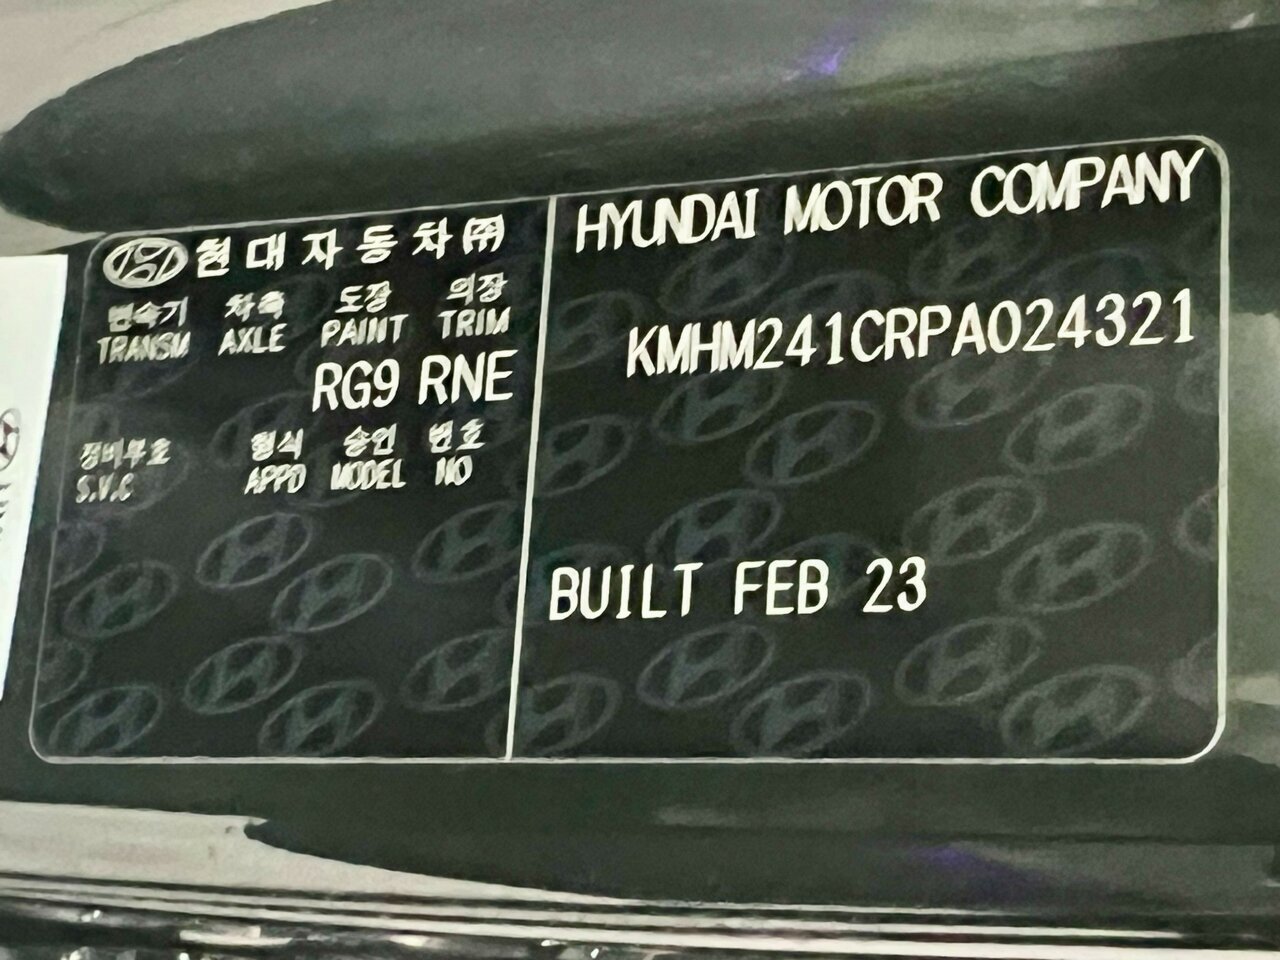 현대자동차㈜
변속기 차축 도장 의장
TRANSM AXLE PAINT TRIM
RG9 RNE
정비부호 형식 승인 번호
S.V.C APPD MODEL NO
HYUNDAI MOTOR COMPANY
KMHM241CRPA024321
BUILT FEB 23